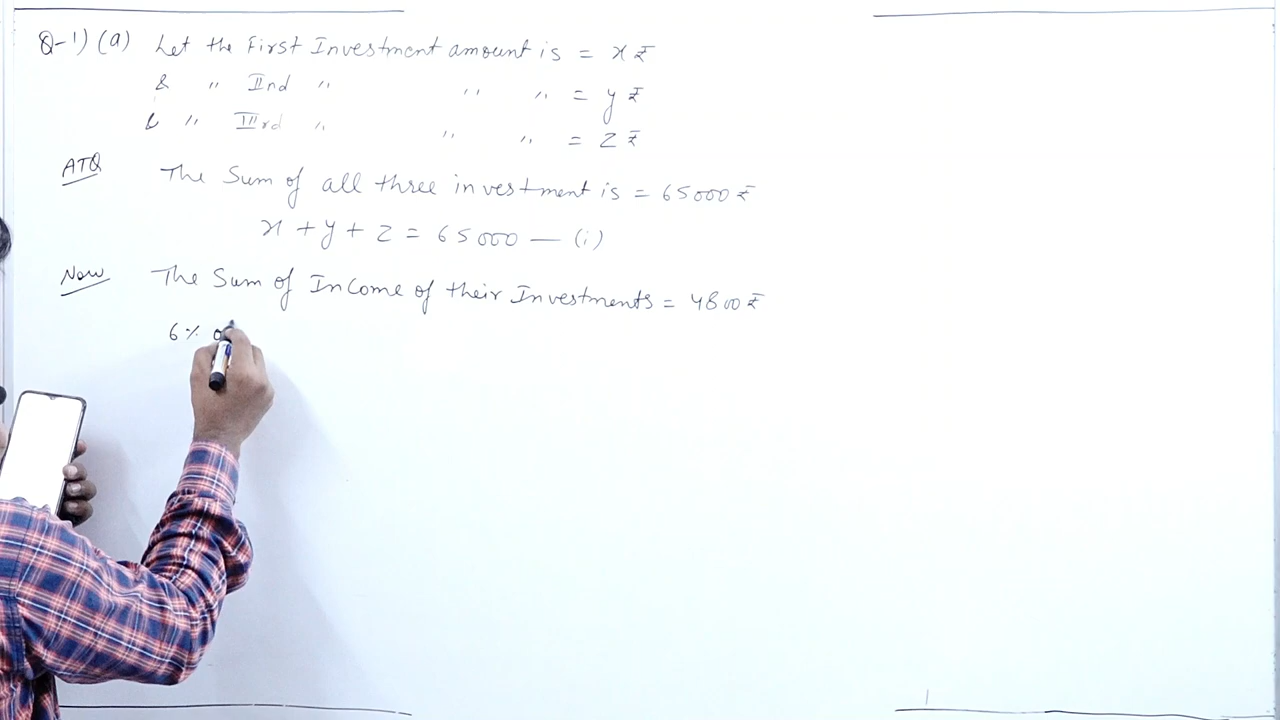 Q-1) (a) Let the First Investment amount is = x ₹
& " IInd " " " = y ₹
& " IIIrd " " " = z ₹
ATQ The Sum of all three investment is = 65000 ₹
x + y + z = 65000 — (i)
Now The Sum of Income of their Investments = 4800 ₹
6% o